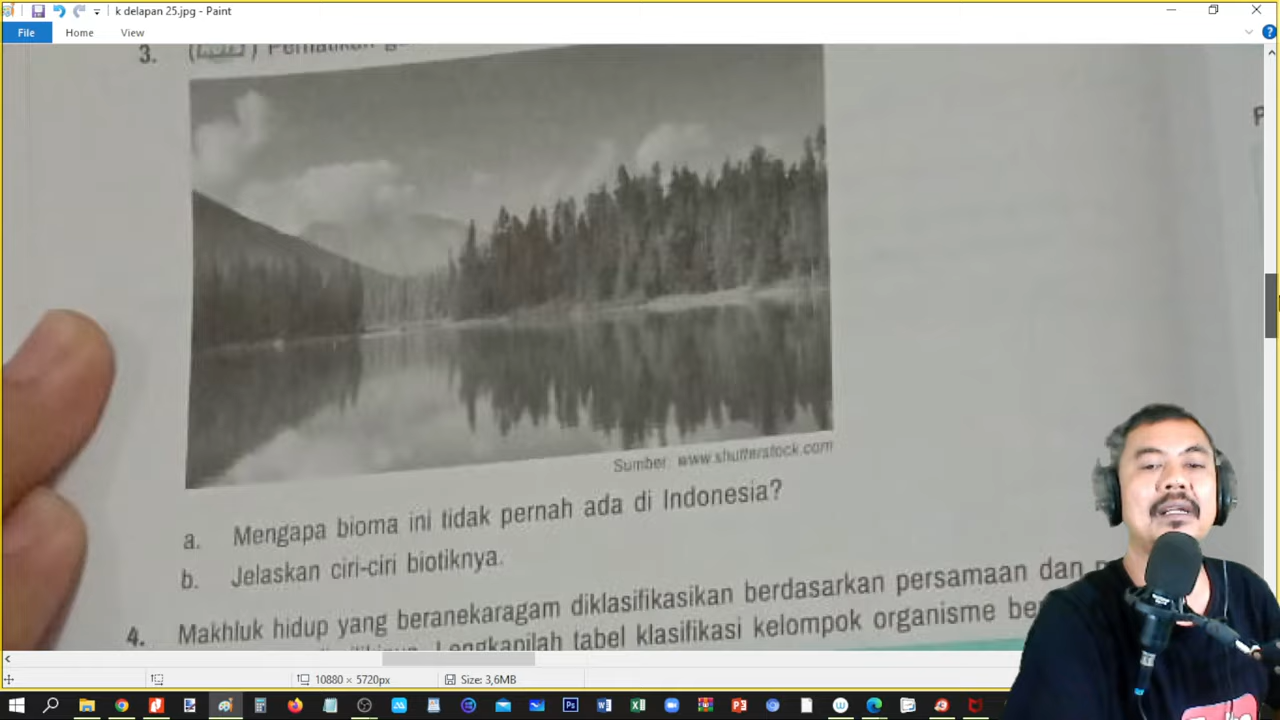 k delapan 25.jpg - Paint
File Home View
3. (HOTS) Perhatikan
Sumber: www.shutterstock.com
a. Mengapa bioma ini tidak pernah ada di Indonesia?
b. Jelaskan ciri-ciri biotiknya.
4. Makhluk hidup yang beranekaragam diklasifikasikan berdasarkan persamaan dan
Lengkapilah tabel klasifikasi kelompok organisme
10880 × 5720px Size: 3,6MB